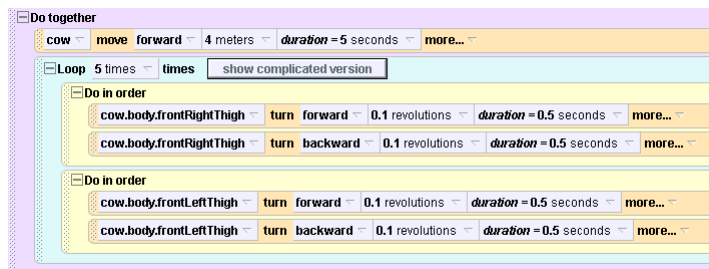 Do together
cow move forward 4 meters duration = 5 seconds more...
Loop 5 times times show complicated version
Do in order
cow.body.frontRightThigh turn forward 0.1 revolutions duration = 0.5 seconds more...
cow.body.frontRightThigh turn backward 0.1 revolutions duration = 0.5 seconds more...
Do in order
cow.body.frontLeftThigh turn forward 0.1 revolutions duration = 0.5 seconds more...
cow.body.frontLeftThigh turn backward 0.1 revolutions duration = 0.5 seconds more...